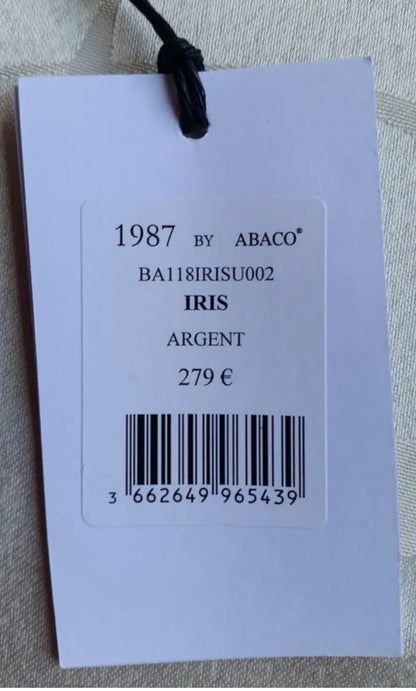 1987 BY ABACO®
BA118IRISU002
IRIS
ARGENT
279 €
3 662649 965439